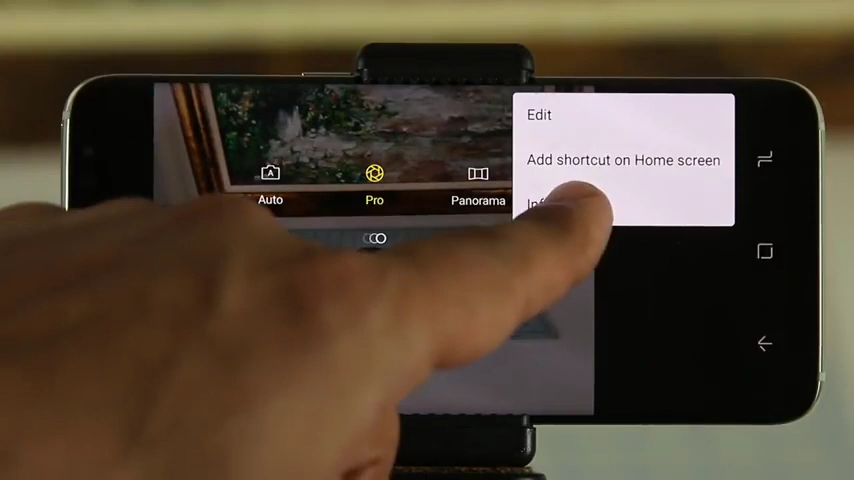 Edit
Add shortcut on Home screen
A
Auto
Pro
Panorama